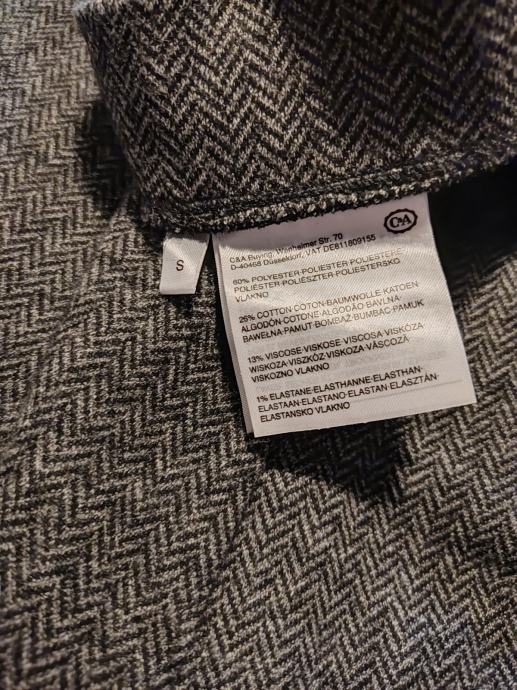 C&A
C&A Buying: Wanheimer Str. 70
D-40468 Düsseldorf/VAT DE811809155
60% POLYESTER·POLIESTER·POLIESTERE·
POLIÉSTER·POLIÉSZTER·POLIESTERSKO
VLAKNO
26% COTTON·COTON·BAUMWOLLE·KATOEN
ALGODÓN·COTONE·ALGODÃO·BAVLNA·
BAWEŁNA·PAMUT·BOMBAŽ·BUMBAC·PAMUK
13% VISCOSE·VISKOSE·VISCOSA·VISKÓZA
WISKOZA·VISZKÓZ·VISKOZA·VÂSCOZĂ
VISKOZNO VLAKNO
1% ELASTANE·ELASTHANNE·ELASTHAN·
ELASTAAN·ELASTANO·ELASTAN·ELASZTÁN·
ELASTANSKO VLAKNO
S